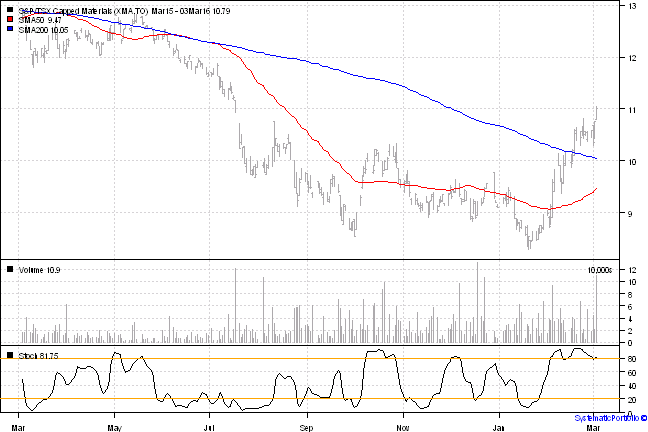 S&P/TSX Capped Materials (XMA.TO) Mar15 - 03Mar16 10.79
SMA50 9.47
SMA200 10.05
13
12
11
10
9
Volume 10.9
10,000s
12
10
8
6
4
2
0
Stoch 81.75
80
60
40
20
0
Mar May Jul Sep Nov Jan Mar
SystematicPortfolio ©